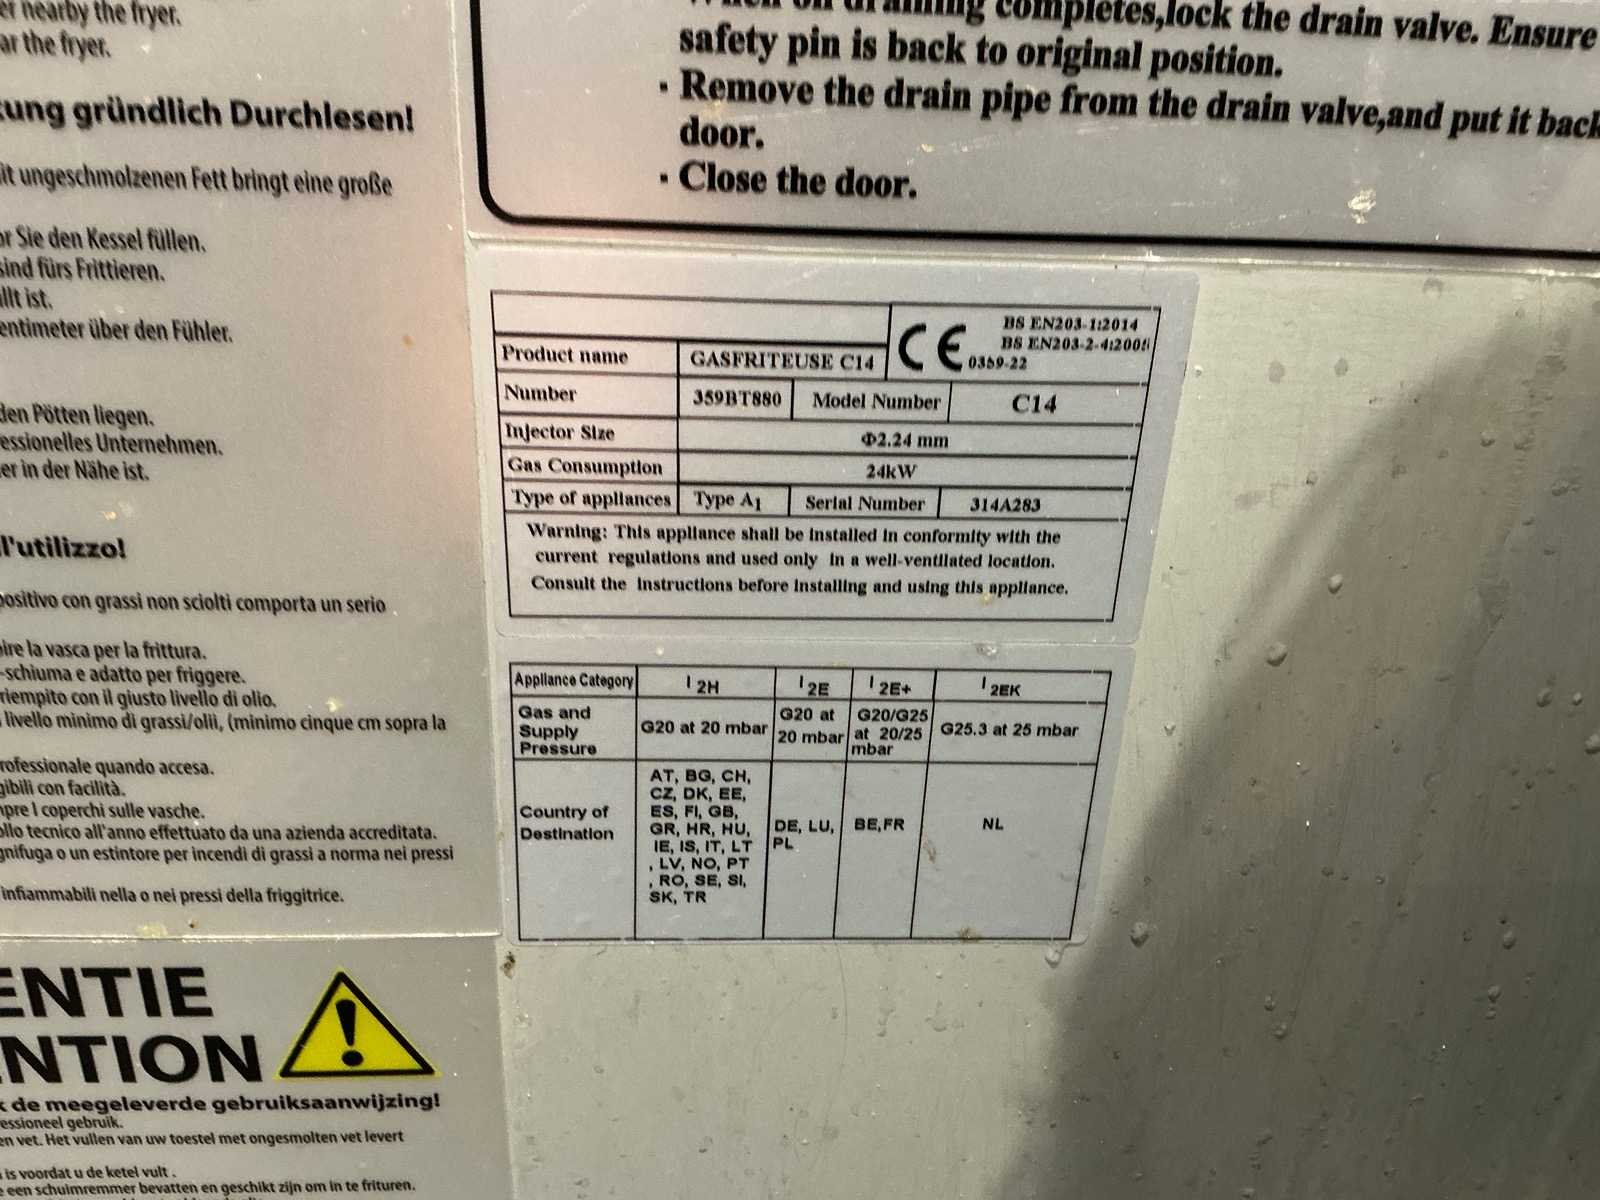 er nearby the fryer.
ar the fryer.
tung gründlich Durchlesen!
it ungeschmolzenen Fett bringt eine große
or Sie den Kessel füllen.
sind fürs Frittieren.
llt ist.
entimeter über den Fühler.
den Pötten liegen.
essionelles Unternehmen.
er in der Nähe ist.
l'utilizzo!
positivo con grassi non sciolti comporta un serio
ire la vasca per la frittura.
-schiuma e adatto per friggere.
riempito con il giusto livello di olio.
livello minimo di grassi/olii, (minimo cinque cm sopra la
rofessionale quando accesa.
gibili con facilità.
mpre I coperchi sulle vasche.
ollo tecnico all'anno effettuato da una azienda accreditata.
gnifuga o un estintore per incendi di grassi a norma nei pressi
infiammabili nella o nei pressi della friggitrice.
ENTIE
ENTION
k de meegeleverde gebruiksaanwijzing!
essioneel gebruik.
en vet. Het vullen van uw toestel met ongesmolten vet levert
is voordat u de ketel vult .
e een schuimremmer bevatten en geschikt zijn om in te frituren.
When oil draining completes,lock the drain valve. Ensure
safety pin is back to original position.
· Remove the drain pipe from the drain valve,and put it back
door.
· Close the door.
CE
BS EN203-1:2014
BS EN203-2-4:2005
0359-22
Product name GASFRITEUSE C14
Number 359BT880 Model Number C14
Injector Size Φ2.24 mm
Gas Consumption 24kW
Type of appliances Type A1 Serial Number 314A283
Warning: This appliance shall be installed in conformity with the
current regulations and used only in a well-ventilated location.
Consult the instructions before installing and using this appliance.
Appliance Category I 2H I 2E I 2E+ I 2EK
Gas and
Supply
Pressure
G20 at 20 mbar
G20 at
20 mbar
G20/G25
at 20/25
mbar
G25.3 at 25 mbar
Country of
Destination
AT, BG, CH,
CZ, DK, EE,
ES, FI, GB,
GR, HR, HU,
IE, IS, IT, LT
, LV, NO, PT
, RO, SE, SI,
SK, TR
DE, LU,
PL
BE,FR
NL